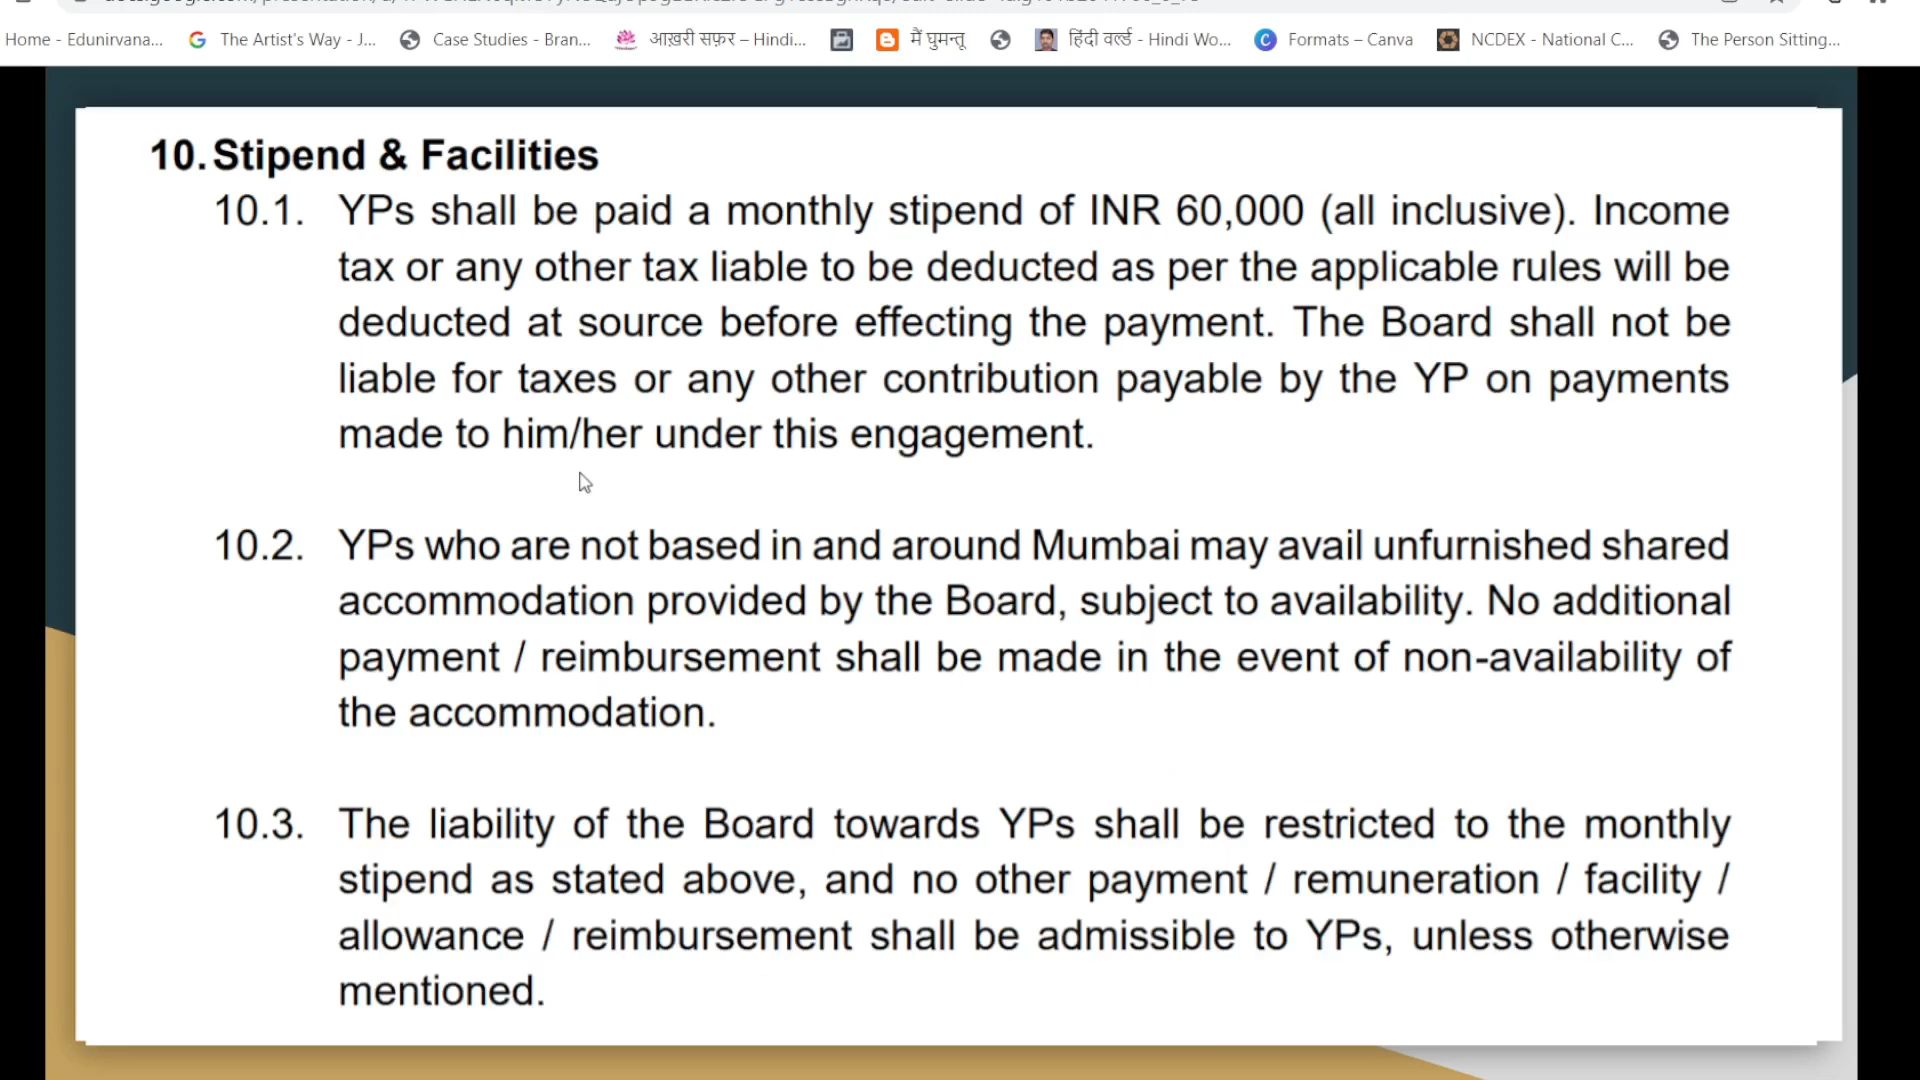 Home - Edunirvana... The Artist's Way - J... Case Studies - Bran... आख़री सफ़र – Hindi... मैं घुमन्तू हिंदी वर्ल्ड - Hindi Wo... Formats – Canva NCDEX - National C... The Person Sitting...
10. Stipend & Facilities
10.1. YPs shall be paid a monthly stipend of INR 60,000 (all inclusive). Income
tax or any other tax liable to be deducted as per the applicable rules will be
deducted at source before effecting the payment. The Board shall not be
liable for taxes or any other contribution payable by the YP on payments
made to him/her under this engagement.
10.2. YPs who are not based in and around Mumbai may avail unfurnished shared
accommodation provided by the Board, subject to availability. No additional
payment / reimbursement shall be made in the event of non-availability of
the accommodation.
10.3. The liability of the Board towards YPs shall be restricted to the monthly
stipend as stated above, and no other payment / remuneration / facility /
allowance / reimbursement shall be admissible to YPs, unless otherwise
mentioned.